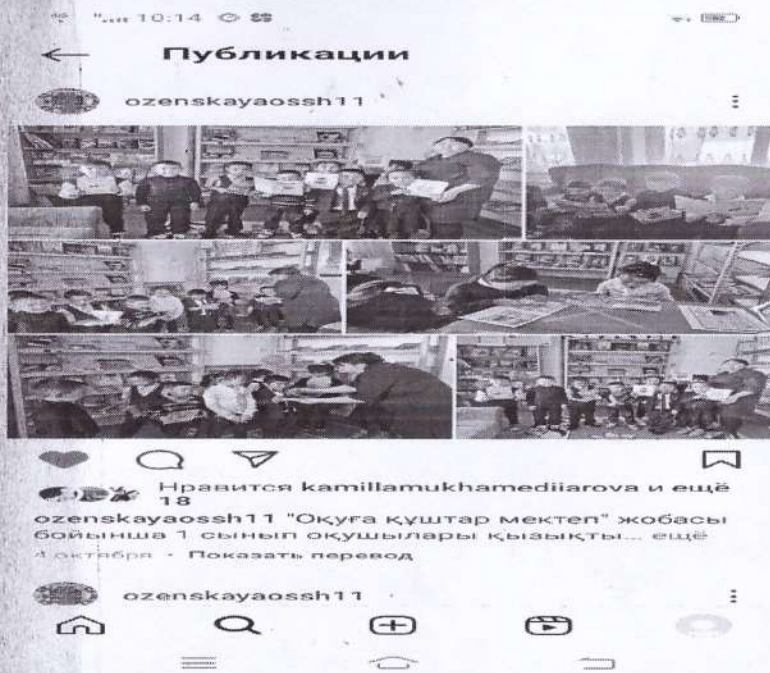 10:14
Публикации
ozenskayaossh11
Нравится kamillamukhamediiarova и ещё
18
ozenskayaossh11 "Оқуға құштар мектеп" жобасы
бойынша 1 сынып оқушылары қызықты... ещё
4 октября · Показать перевод
ozenskayaossh11